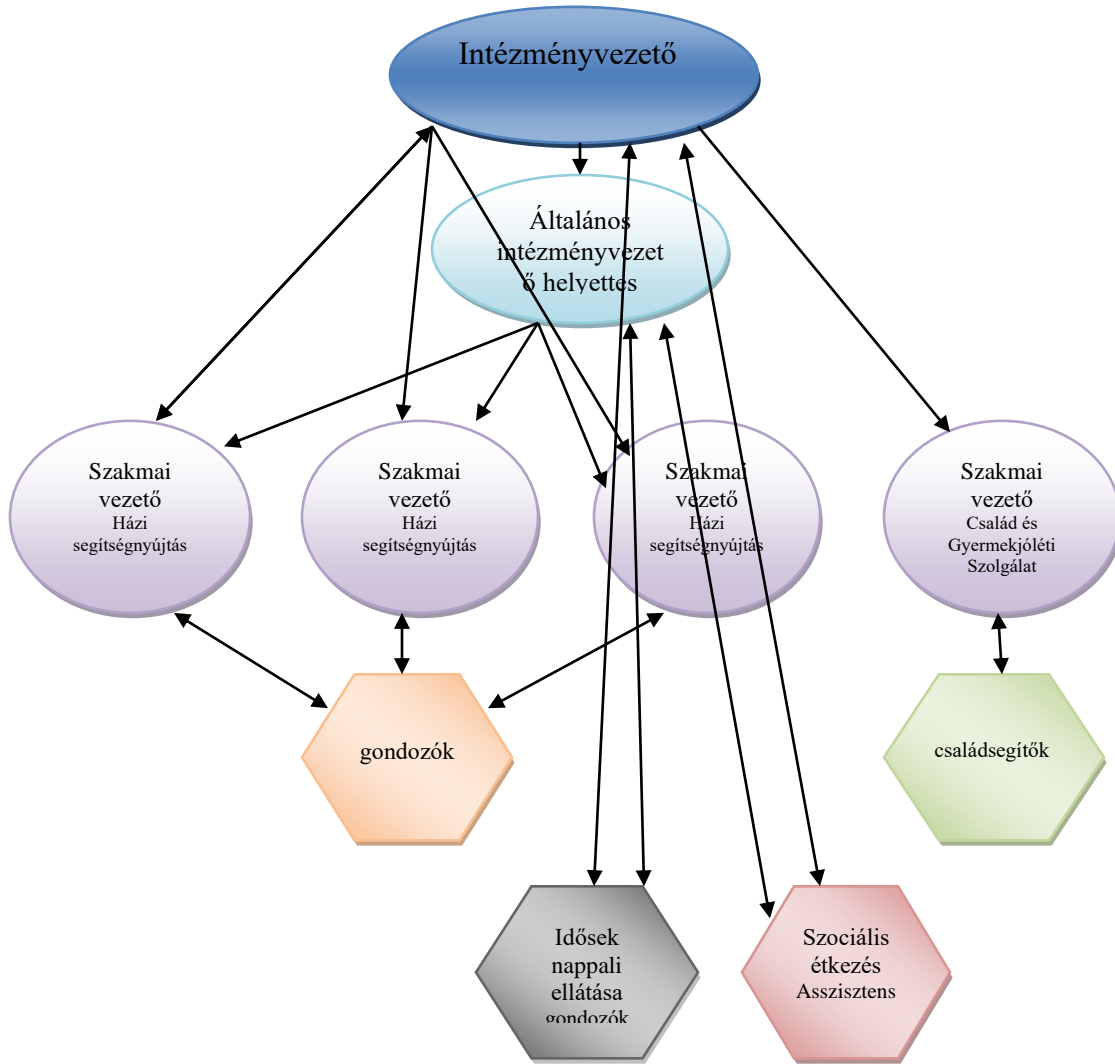 Intézményvezető
Általános
intézményvezet
ő helyettes
Szakmai
vezető
Házi
segítségnyújtás
Szakmai
vezető
Házi
segítségnyújtás
Szakmai
vezető
Házi
segítségnyújtás
Szakmai
vezető
Család és
Gyermekjóléti
Szolgálat
gondozók
családsegítők
Idősek
nappali
ellátása
gondozók
Szociális
étkezés
Asszisztens